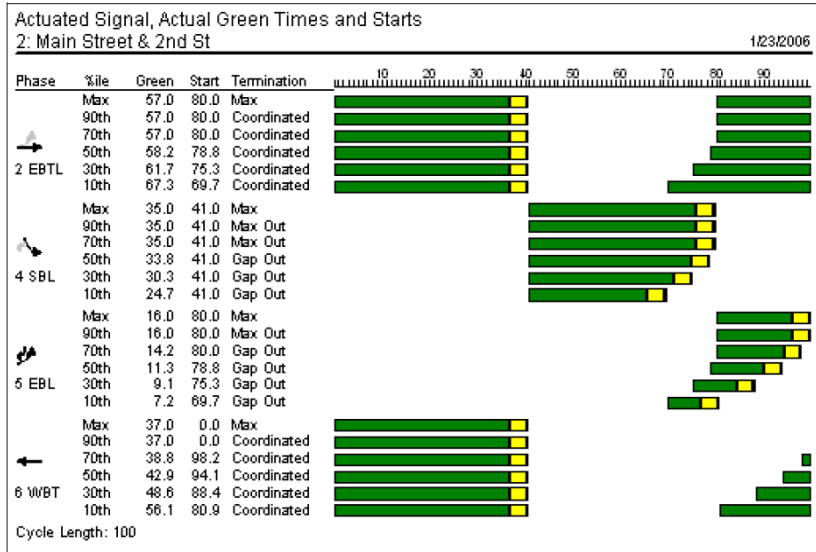 Actuated Signal, Actual Green Times and Starts
2: Main Street & 2nd St 1/23/2006
Phase %ile Green Start Termination 10 20 30 40 50 60 70 80 90
Max 57.0 80.0 Max
90th 57.0 80.0 Coordinated
70th 57.0 80.0 Coordinated
50th 58.2 78.8 Coordinated
2 EBTL 30th 61.7 75.3 Coordinated
10th 67.3 69.7 Coordinated
Max 35.0 41.0 Max
90th 35.0 41.0 Max Out
70th 35.0 41.0 Max Out
50th 33.8 41.0 Gap Out
4 SBL 30th 30.3 41.0 Gap Out
10th 24.7 41.0 Gap Out
Max 16.0 80.0 Max
90th 16.0 80.0 Max Out
70th 14.2 80.0 Gap Out
50th 11.3 78.8 Gap Out
5 EBL 30th 9.1 75.3 Gap Out
10th 7.2 69.7 Gap Out
Max 37.0 0.0 Max
90th 37.0 0.0 Coordinated
70th 38.8 98.2 Coordinated
50th 42.9 94.1 Coordinated
6 WBT 30th 48.6 88.4 Coordinated
10th 56.1 80.9 Coordinated
Cycle Length: 100